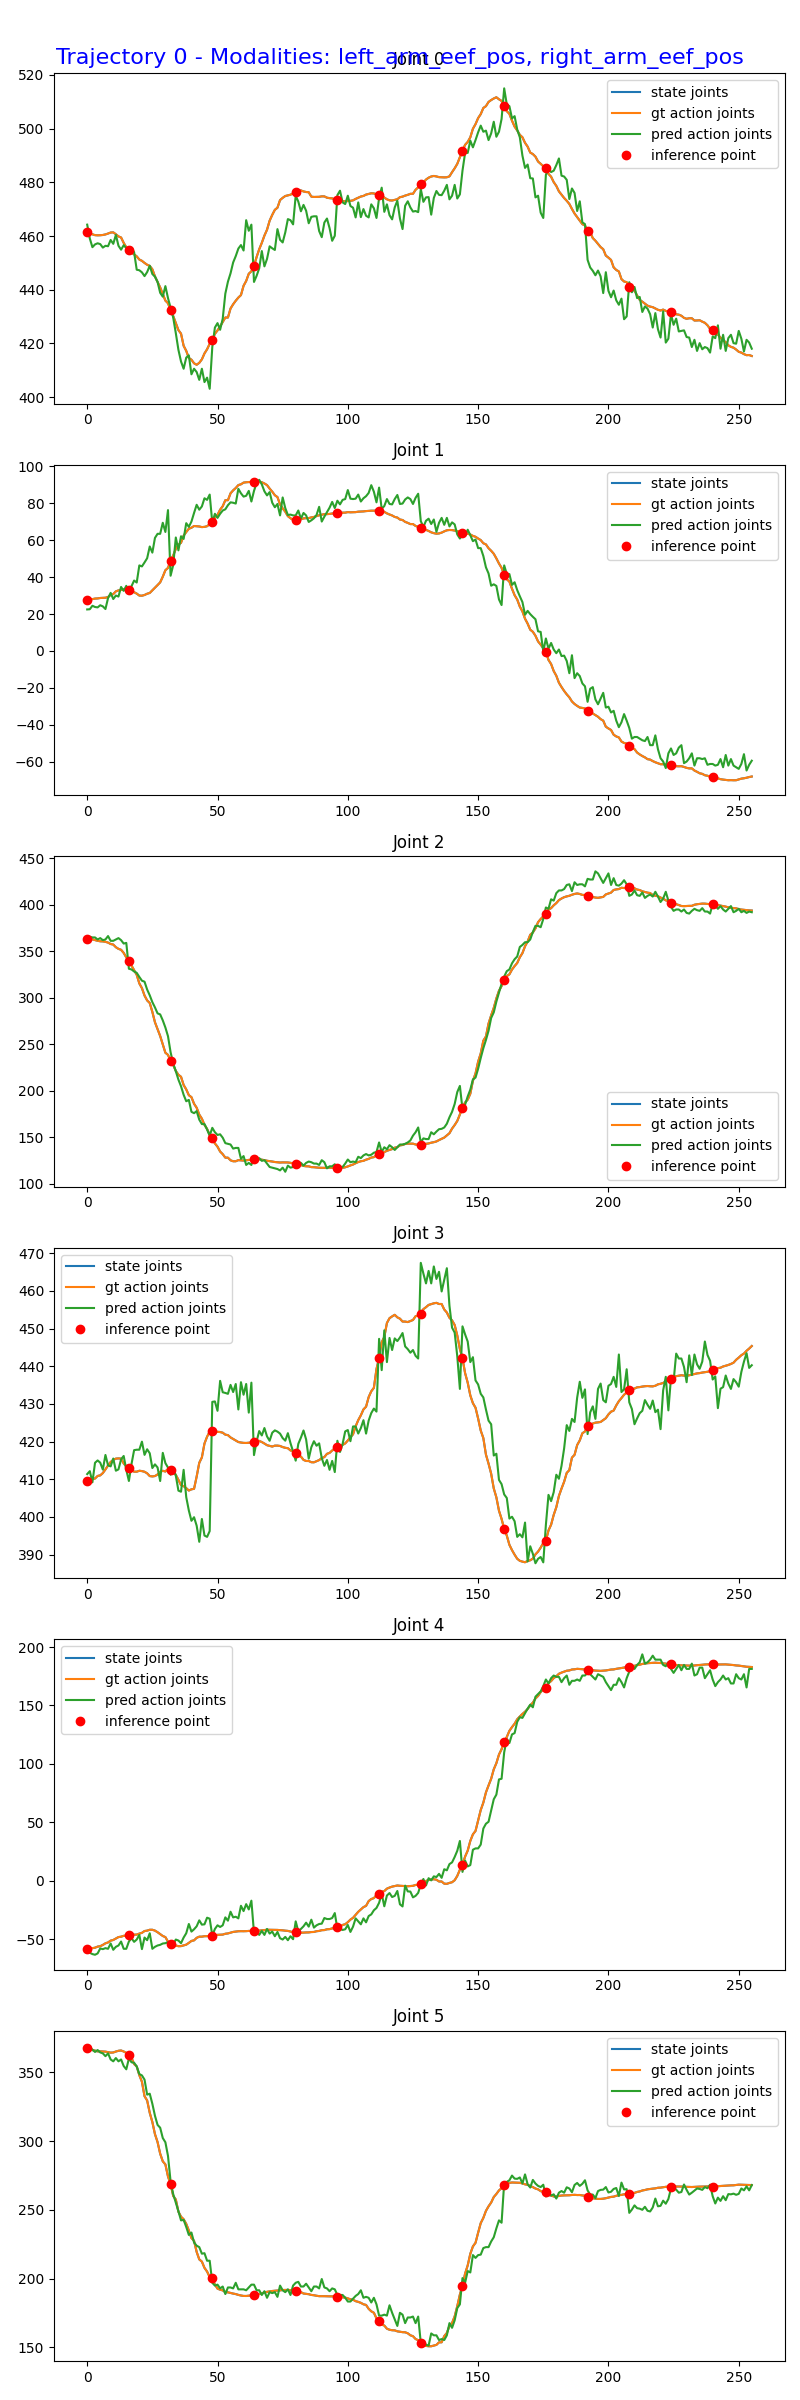 Trajectory 0 - Modalities: left_arm_eef_pos, right_arm_eef_pos
Joint 0
520
500
480
460
440
420
400
0 50 100 150 200 250
state joints
gt action joints
pred action joints
inference point
Joint 1
100
80
60
40
20
0
−20
−40
−60
0 50 100 150 200 250
state joints
gt action joints
pred action joints
inference point
Joint 2
450
400
350
300
250
200
150
100
0 50 100 150 200 250
state joints
gt action joints
pred action joints
inference point
Joint 3
470
460
450
440
430
420
410
400
390
0 50 100 150 200 250
state joints
gt action joints
pred action joints
inference point
Joint 4
200
150
100
50
0
−50
0 50 100 150 200 250
state joints
gt action joints
pred action joints
inference point
Joint 5
350
300
250
200
150
0 50 100 150 200 250
state joints
gt action joints
pred action joints
inference point